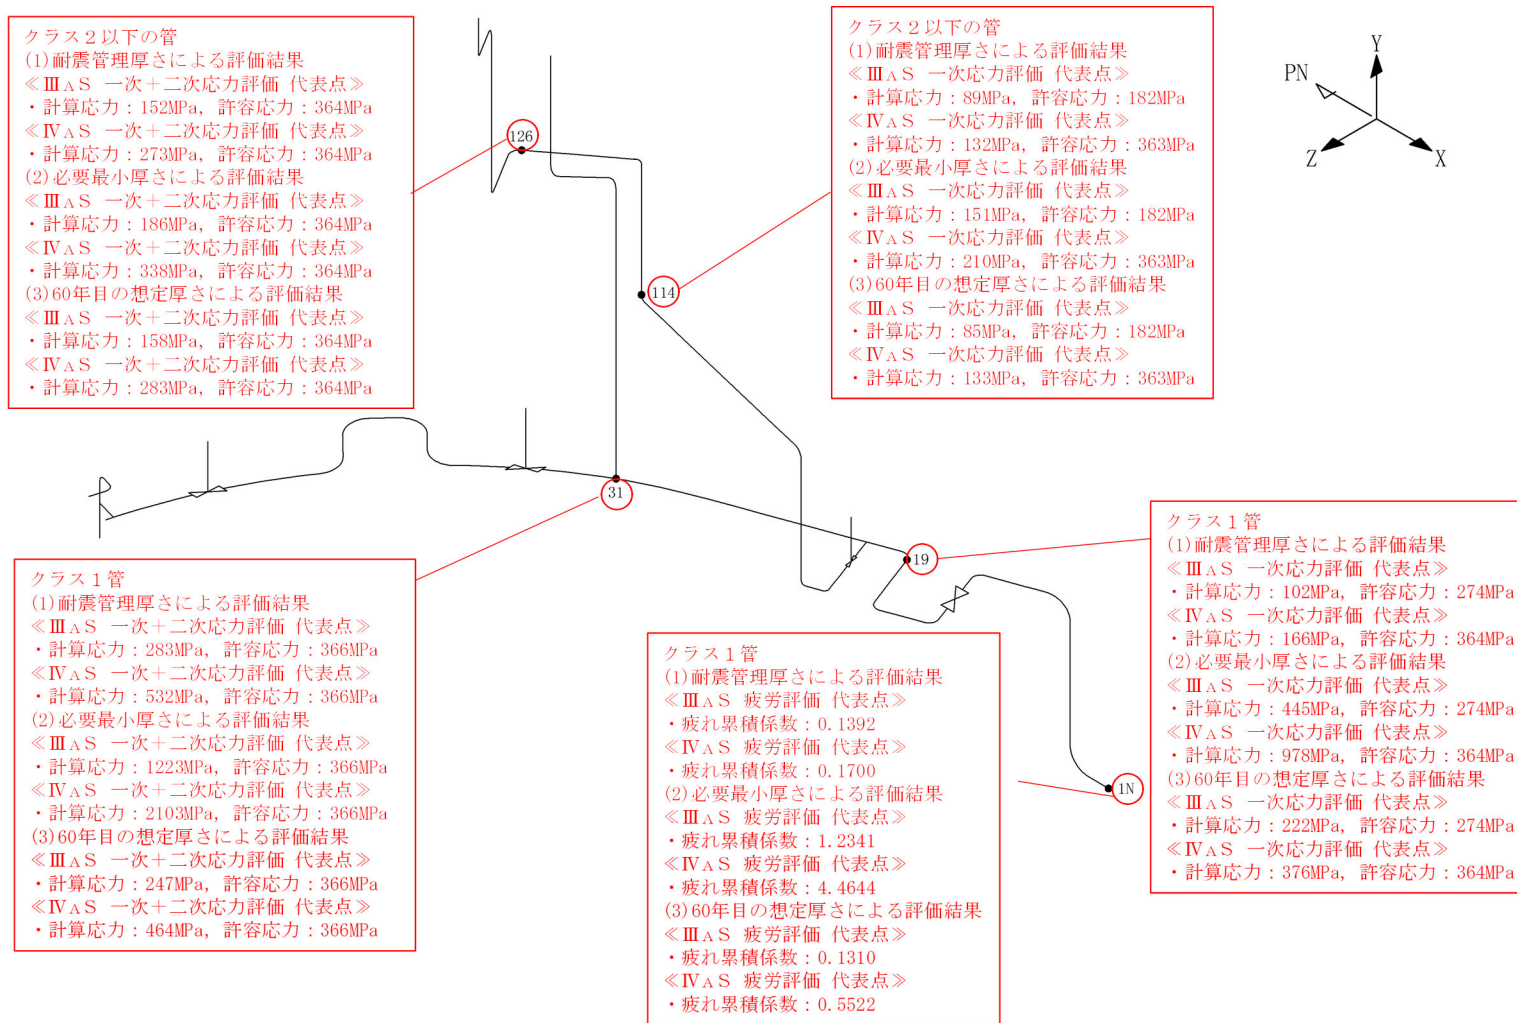 クラス２以下の管
(1)耐震管理厚さによる評価結果
≪ⅢAS 一次＋二次応力評価 代表点≫
・計算応力：152MPa, 許容応力：364MPa
≪ⅣAS 一次＋二次応力評価 代表点≫
・計算応力：273MPa, 許容応力：364MPa
(2)必要最小厚さによる評価結果
≪ⅢAS 一次＋二次応力評価 代表点≫
・計算応力：186MPa, 許容応力：364MPa
≪ⅣAS 一次＋二次応力評価 代表点≫
・計算応力：338MPa, 許容応力：364MPa
(3)60年目の想定厚さによる評価結果
≪ⅢAS 一次＋二次応力評価 代表点≫
・計算応力：158MPa, 許容応力：364MPa
≪ⅣAS 一次＋二次応力評価 代表点≫
・計算応力：283MPa, 許容応力：364MPa
126
クラス２以下の管
(1)耐震管理厚さによる評価結果
≪ⅢAS 一次応力評価 代表点≫
・計算応力：89MPa, 許容応力：182MPa
≪ⅣAS 一次応力評価 代表点≫
・計算応力：132MPa, 許容応力：363MPa
(2)必要最小厚さによる評価結果
≪ⅢAS 一次応力評価 代表点≫
・計算応力：151MPa, 許容応力：182MPa
≪ⅣAS 一次応力評価 代表点≫
・計算応力：210MPa, 許容応力：363MPa
(3)60年目の想定厚さによる評価結果
≪ⅢAS 一次応力評価 代表点≫
・計算応力：85MPa, 許容応力：182MPa
≪ⅣAS 一次応力評価 代表点≫
・計算応力：133MPa, 許容応力：363MPa
Y
PN
Z
X
114
31
19
1N
クラス１管
(1)耐震管理厚さによる評価結果
≪ⅢAS 一次＋二次応力評価 代表点≫
・計算応力：283MPa, 許容応力：366MPa
≪ⅣAS 一次＋二次応力評価 代表点≫
・計算応力：532MPa, 許容応力：366MPa
(2)必要最小厚さによる評価結果
≪ⅢAS 一次＋二次応力評価 代表点≫
・計算応力：1223MPa, 許容応力：366MPa
≪ⅣAS 一次＋二次応力評価 代表点≫
・計算応力：2103MPa, 許容応力：366MPa
(3)60年目の想定厚さによる評価結果
≪ⅢAS 一次＋二次応力評価 代表点≫
・計算応力：247MPa, 許容応力：366MPa
≪ⅣAS 一次＋二次応力評価 代表点≫
・計算応力：464MPa, 許容応力：366MPa
クラス１管
(1)耐震管理厚さによる評価結果
≪ⅢAS 疲労評価 代表点≫
・疲れ累積係数：0.1392
≪ⅣAS 疲労評価 代表点≫
・疲れ累積係数：0.1700
(2)必要最小厚さによる評価結果
≪ⅢAS 疲労評価 代表点≫
・疲れ累積係数：1.2341
≪ⅣAS 疲労評価 代表点≫
・疲れ累積係数：4.4644
(3)60年目の想定厚さによる評価結果
≪ⅢAS 疲労評価 代表点≫
・疲れ累積係数：0.1310
≪ⅣAS 疲労評価 代表点≫
・疲れ累積係数：0.5522
クラス１管
(1)耐震管理厚さによる評価結果
≪ⅢAS 一次応力評価 代表点≫
・計算応力：102MPa, 許容応力：274MPa
≪ⅣAS 一次応力評価 代表点≫
・計算応力：166MPa, 許容応力：364MPa
(2)必要最小厚さによる評価結果
≪ⅢAS 一次応力評価 代表点≫
・計算応力：445MPa, 許容応力：274MPa
≪ⅣAS 一次応力評価 代表点≫
・計算応力：978MPa, 許容応力：364MPa
(3)60年目の想定厚さによる評価結果
≪ⅢAS 一次応力評価 代表点≫
・計算応力：222MPa, 許容応力：274MPa
≪ⅣAS 一次応力評価 代表点≫
・計算応力：376MPa, 許容応力：364MPa